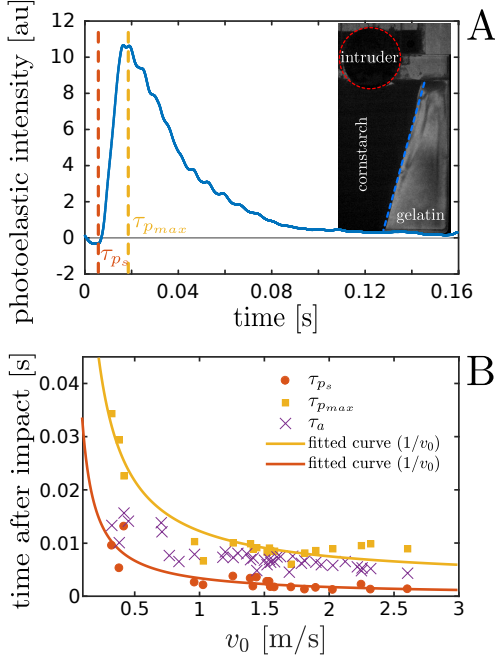 A
photoelastic intensity [au]
12
10
8
6
4
2
0
-2
0
0.04
0.08
0.12
0.16
time [s]
τ_{p_s}
τ_{p_{max}}
intruder
cornstarch
gelatin
B
time after impact [s]
0.04
0.03
0.02
0.01
0
0.5
1
1.5
2
2.5
3
v_0 [m/s]
τ_{p_s}
τ_{p_{max}}
τ_a
fitted curve (1/v_0)
fitted curve (1/v_0)